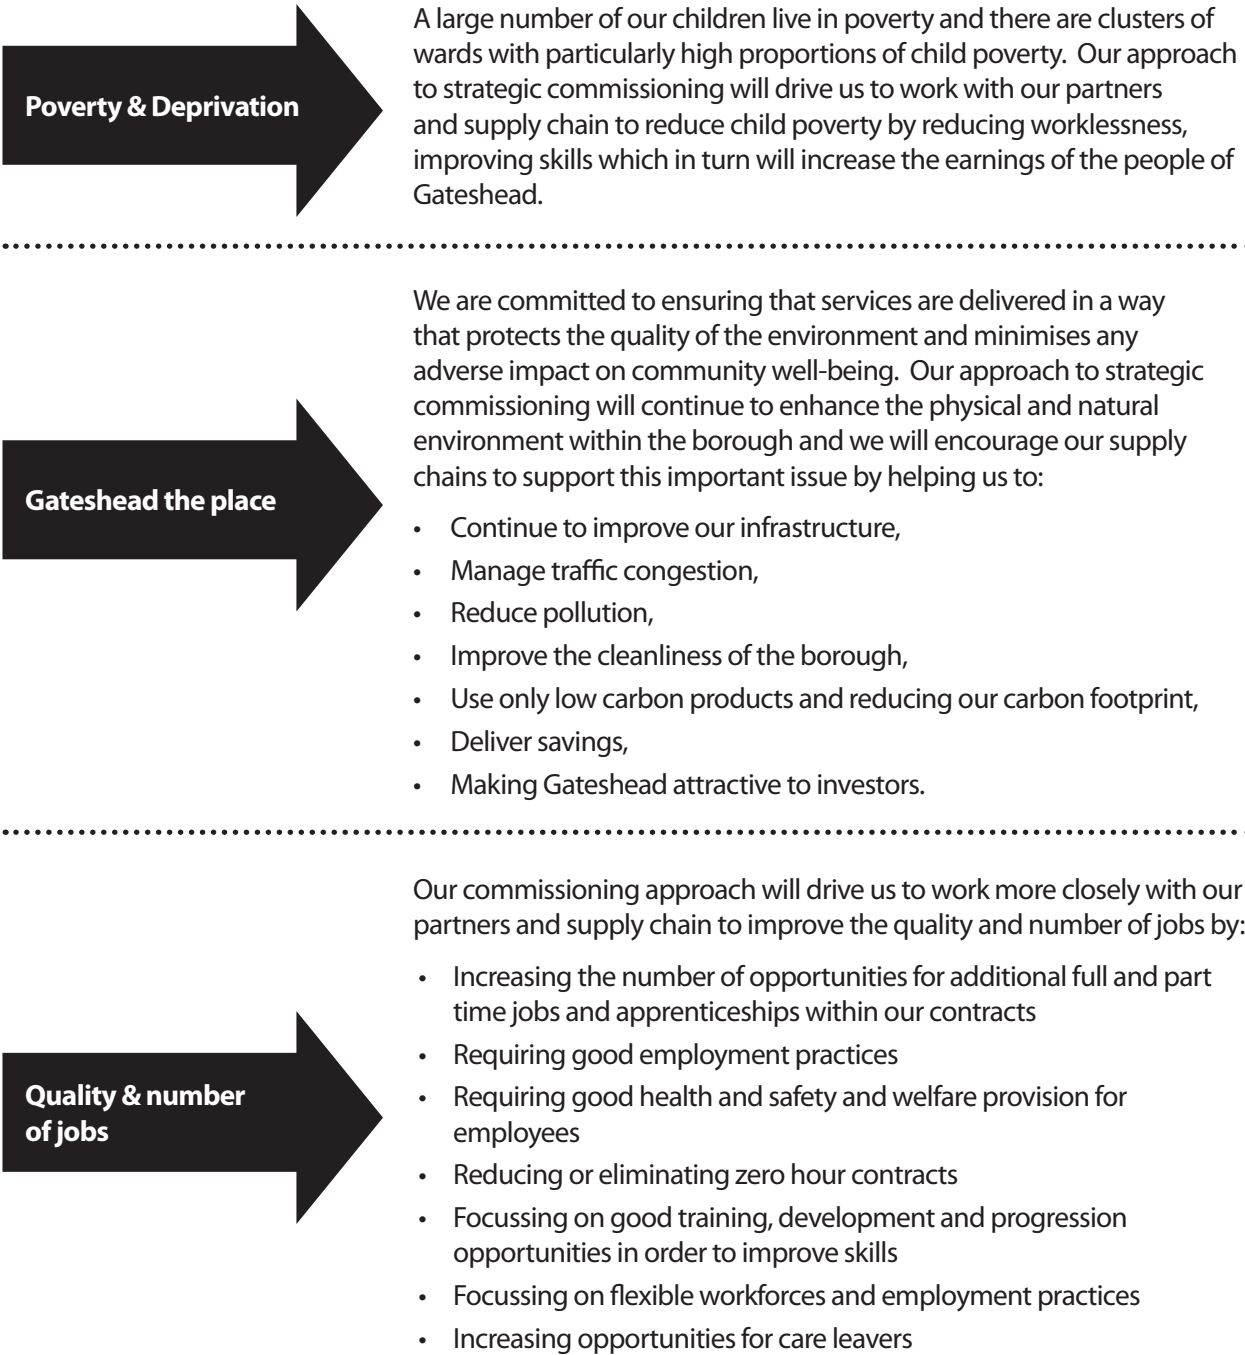 Poverty & Deprivation
A large number of our children live in poverty and there are clusters of
wards with particularly high proportions of child poverty.  Our approach
to strategic commissioning will drive us to work with our partners
and supply chain to reduce child poverty by reducing worklessness,
improving skills which in turn will increase the earnings of the people of
Gateshead.
Gateshead the place
We are committed to ensuring that services are delivered in a way
that protects the quality of the environment and minimises any
adverse impact on community well-being.  Our approach to strategic
commissioning will continue to enhance the physical and natural
environment within the borough and we will encourage our supply
chains to support this important issue by helping us to:
• Continue to improve our infrastructure,
• Manage traffic congestion,
• Reduce pollution,
• Improve the cleanliness of the borough,
• Use only low carbon products and reducing our carbon footprint,
• Deliver savings,
• Making Gateshead attractive to investors.
Quality & number
of jobs
Our commissioning approach will drive us to work more closely with our
partners and supply chain to improve the quality and number of jobs by:
• Increasing the number of opportunities for additional full and part
time jobs and apprenticeships within our contracts
• Requiring good employment practices
• Requiring good health and safety and welfare provision for
employees
• Reducing or eliminating zero hour contracts
• Focussing on good training, development and progression
opportunities in order to improve skills
• Focussing on flexible workforces and employment practices
• Increasing opportunities for care leavers